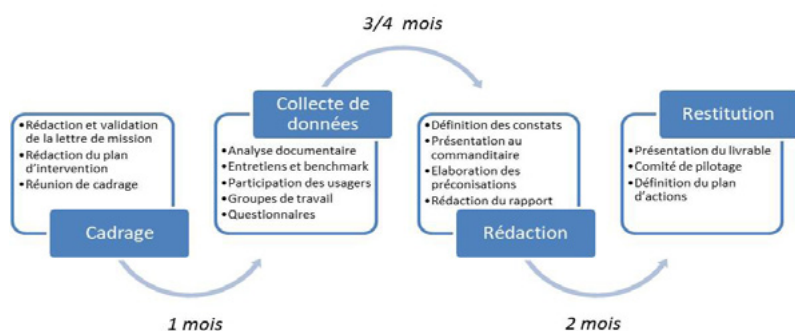 3/4 mois
Cadrage
•Rédaction et validation
de la lettre de mission
•Rédaction du plan
d'intervention
•Réunion de cadrage
Collecte de
données
•Analyse documentaire
•Entretiens et benchmark
•Participation des usagers
•Groupes de travail
•Questionnaires
•Définition des constats
•Présentation au
commanditaire
•Elaboration des
préconisations
•Rédaction du rapport
Rédaction
Restitution
•Présentation du livrable
•Comité de pilotage
•Définition du plan
d'actions
1 mois
2 mois